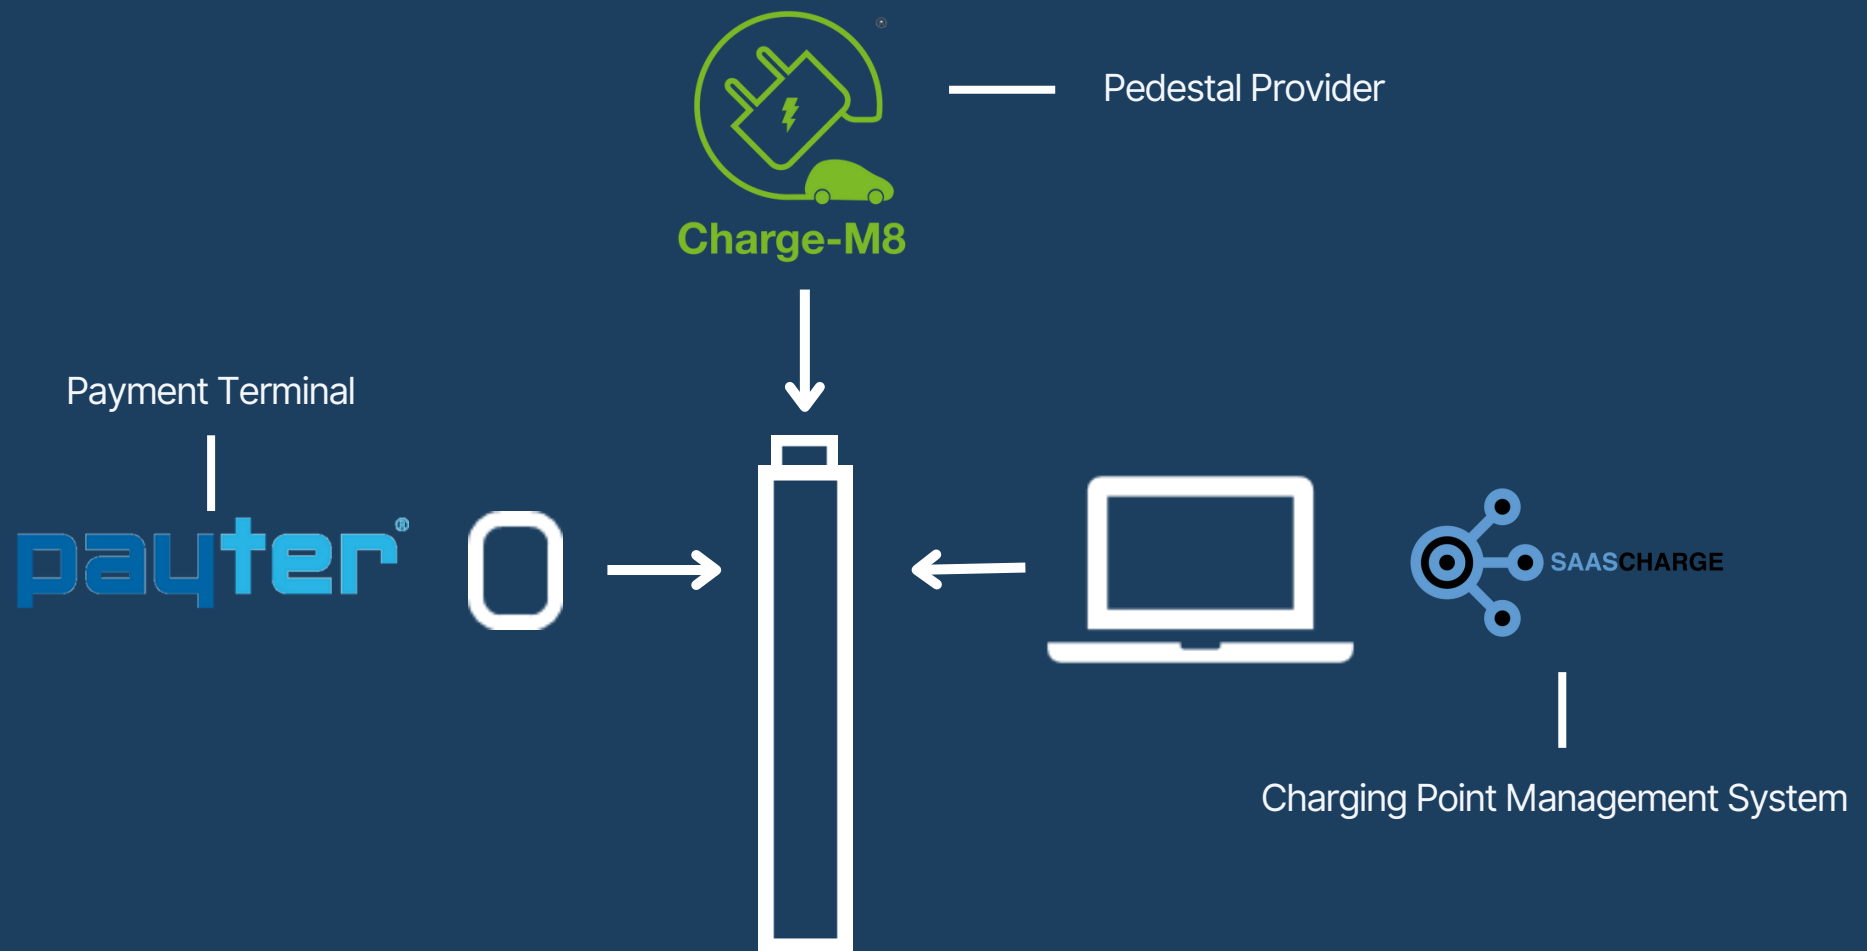 Pedestal Provider
Charge-M8
Payment Terminal
payter®
SAASCHARGE
Charging Point Management System